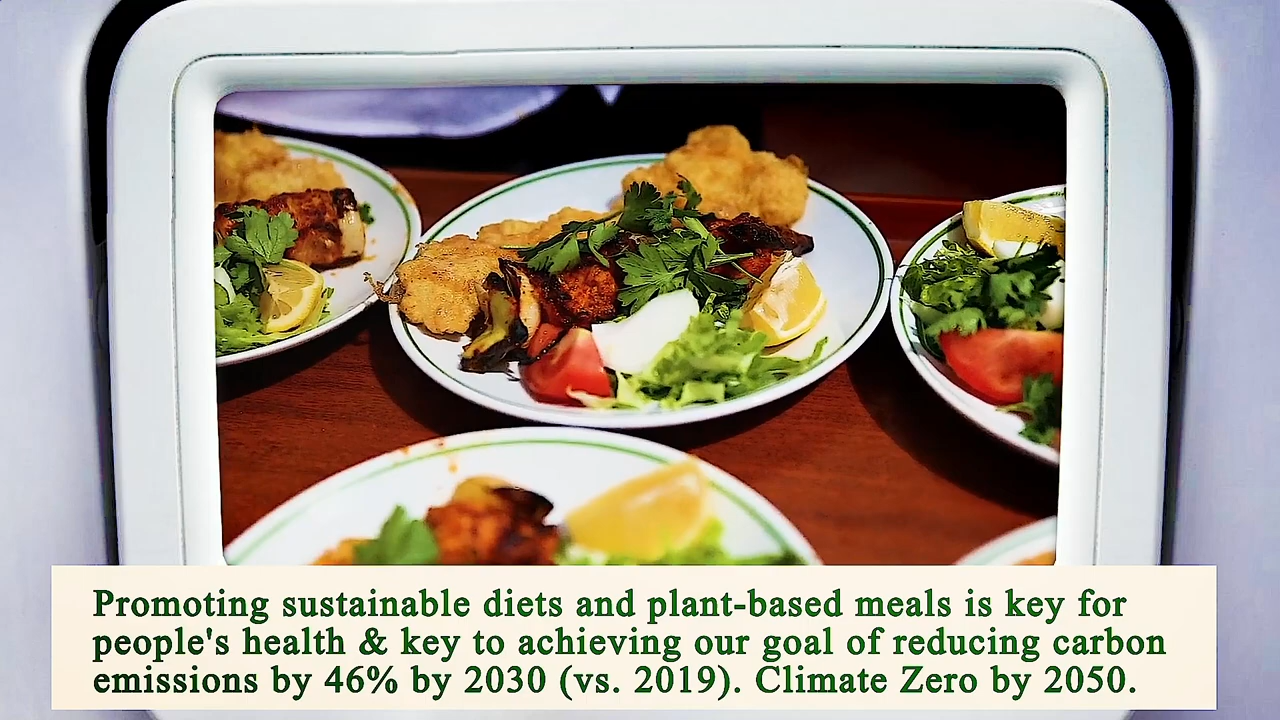 Promoting sustainable diets and plant-based meals is key for
people's health & key to achieving our goal of reducing carbon
emissions by 46% by 2030 (vs. 2019). Climate Zero by 2050.